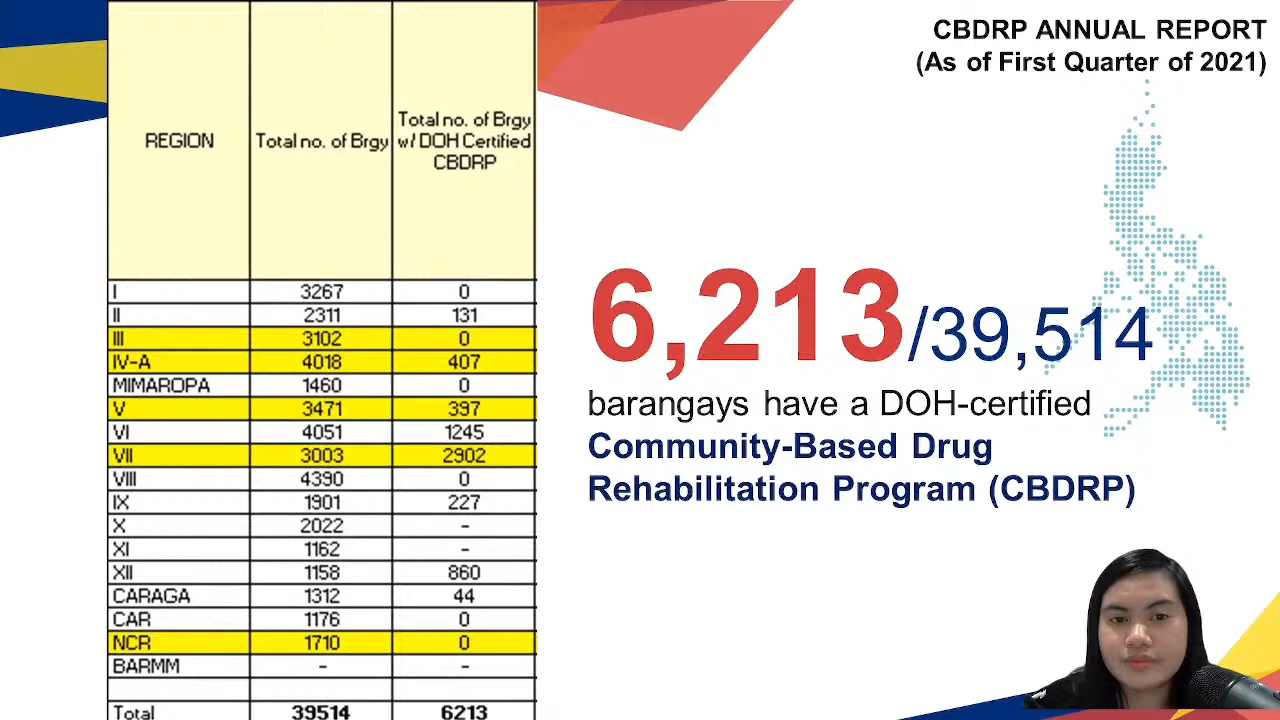 CBDRP ANNUAL REPORT
(As of First Quarter of 2021)
REGION Total no. of Brgy Total no. of Brgy w/ DOH Certified CBDRP
I 3267 0
II 2311 131
III 3102 0
IV-A 4018 407
MIMAROPA 1460 0
V 3471 397
VI 4051 1245
VII 3003 2902
VIII 4390 0
IX 1901 227
X 2022 -
XI 1162 -
XII 1158 860
CARAGA 1312 44
CAR 1176 0
NCR 1710 0
BARMM - -
Total 39514 6213
6,213/39,514
barangays have a DOH-certified
Community-Based Drug
Rehabilitation Program (CBDRP)